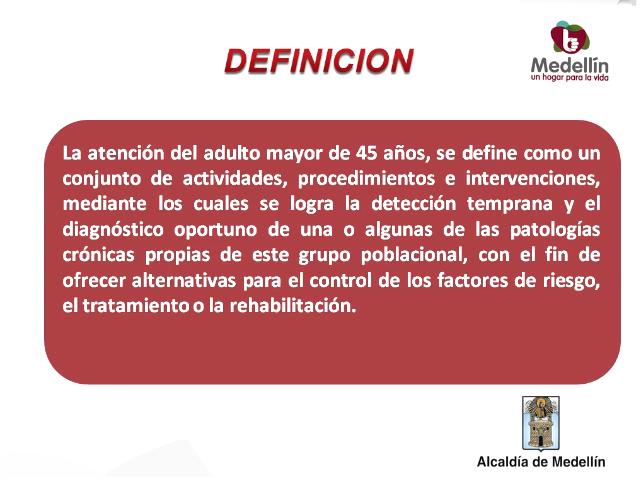 DEFINICION
Medellín
un hogar para la vida
La atención del adulto mayor de 45 años, se define como un
conjunto de actividades, procedimientos e intervenciones,
mediante los cuales se logra la detección temprana y el
diagnóstico oportuno de una o algunas de las patologías
crónicas propias de este grupo poblacional, con el fin de
ofrecer alternativas para el control de los factores de riesgo,
el tratamiento o la rehabilitación.
Alcaldía de Medellín